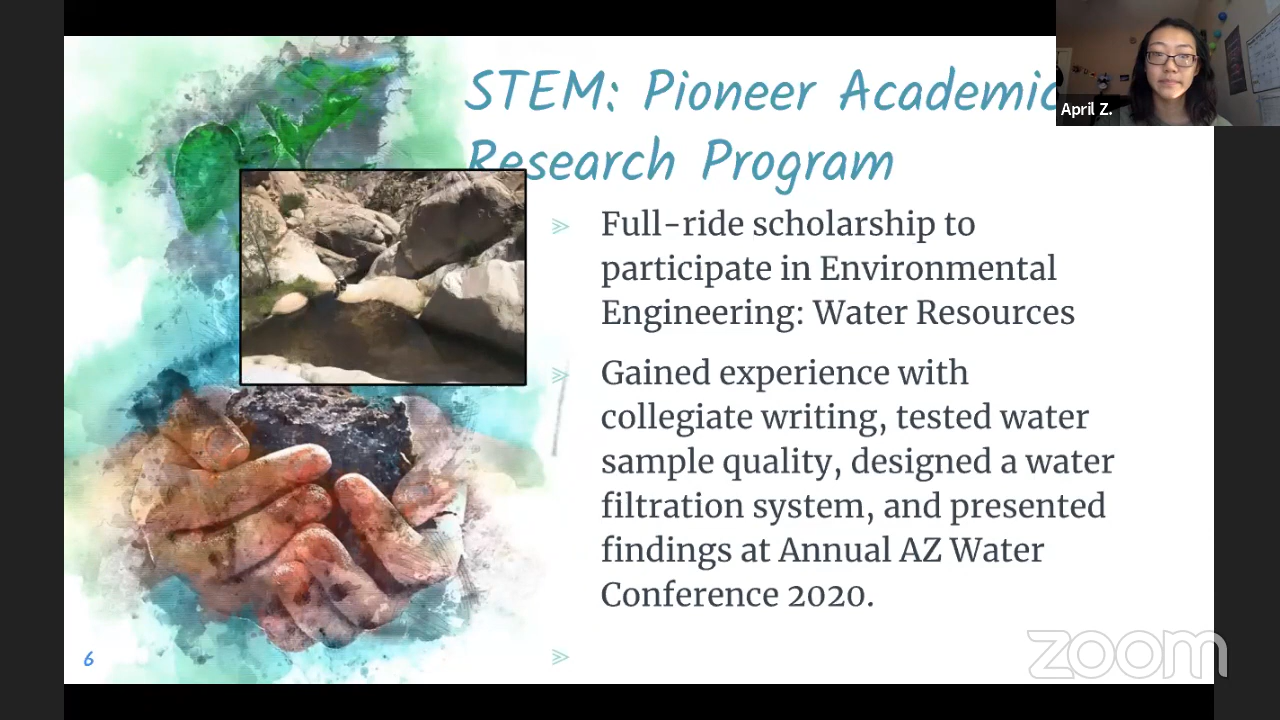 STEM: Pioneer Academic
Research Program
April Z.
Full-ride scholarship to
participate in Environmental
Engineering: Water Resources
Gained experience with
collegiate writing, tested water
sample quality, designed a water
filtration system, and presented
findings at Annual AZ Water
Conference 2020.
6
zoom